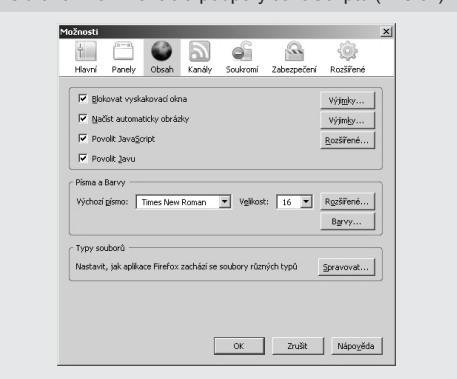 Možnosti
Hlavní Panely Obsah Kanály Soukromí Zabezpečení Rozšířené
Blokovat vyskakovací okna Výjimky...
Načíst automaticky obrázky Výjimky...
Povolit JavaScript Rozšířené...
Povolit Javu
Písma a Barvy
Výchozí písmo: Times New Roman Velikost: 16 Rozšířené...
Barvy...
Typy souborů
Nastavit, jak aplikace Firefox zachází se soubory různých typů Spravovat...
OK Zrušit Nápověda